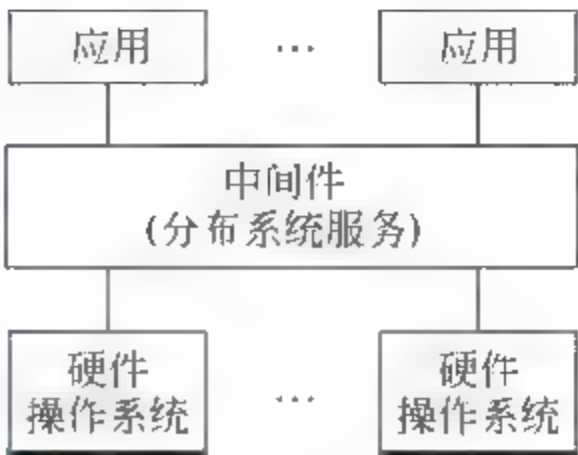 应用 … 应用
中间件
(分布系统服务)
硬件 … 硬件
操作系统 操作系统